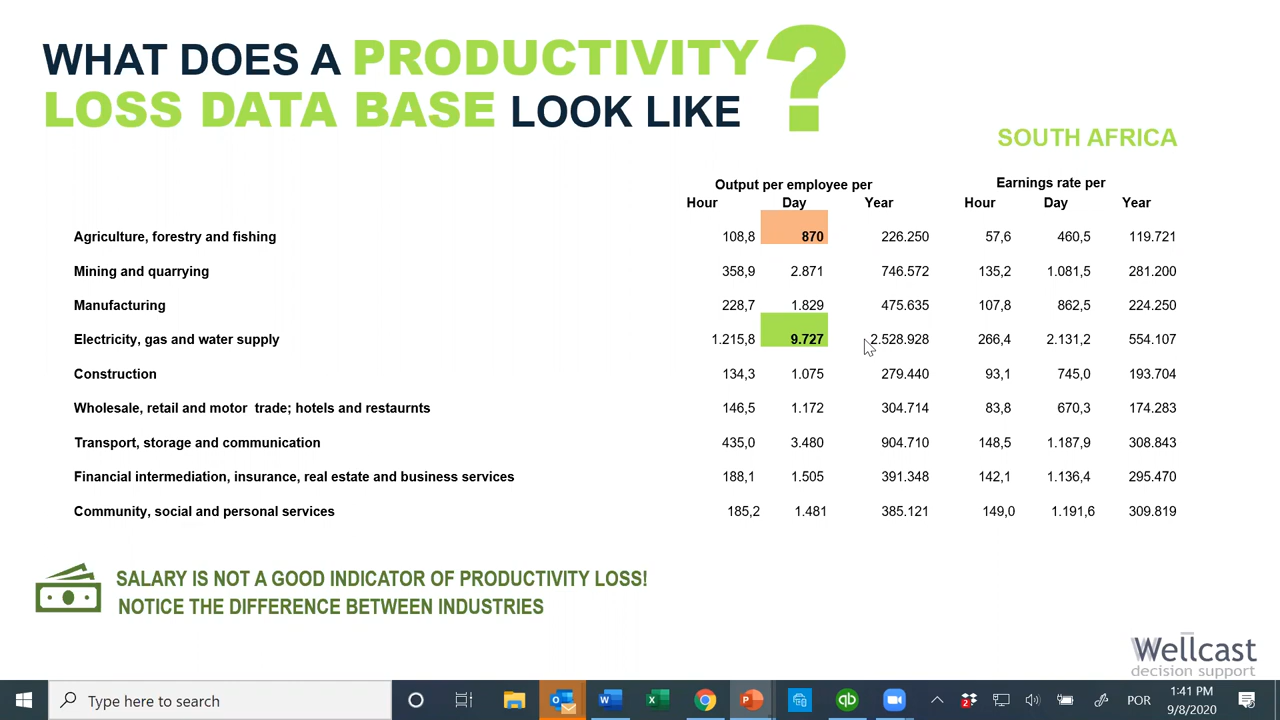 WHAT DOES A PRODUCTIVITY ?
LOSS DATA BASE LOOK LIKE
SOUTH AFRICA
Output per employee per Earnings rate per
Hour Day Year Hour Day Year
Agriculture, forestry and fishing 108,8 870 226.250 57,6 460,5 119.721
Mining and quarrying 358,9 2.871 746.572 135,2 1.081,5 281.200
Manufacturing 228,7 1.829 475.635 107,8 862,5 224.250
Electricity, gas and water supply 1.215,8 9.727 2.528.928 266,4 2.131,2 554.107
Construction 134,3 1.075 279.440 93,1 745,0 193.704
Wholesale, retail and motor trade; hotels and restaurnts 146,5 1.172 304.714 83,8 670,3 174.283
Transport, storage and communication 435,0 3.480 904.710 148,5 1.187,9 308.843
Financial intermediation, insurance, real estate and business services 188,1 1.505 391.348 142,1 1.136,4 295.470
Community, social and personal services 185,2 1.481 385.121 149,0 1.191,6 309.819
SALARY IS NOT A GOOD INDICATOR OF PRODUCTIVITY LOSS!
NOTICE THE DIFFERENCE BETWEEN INDUSTRIES
Wellcast
decision support
Type here to search
2
POR
1:41 PM
9/8/2020